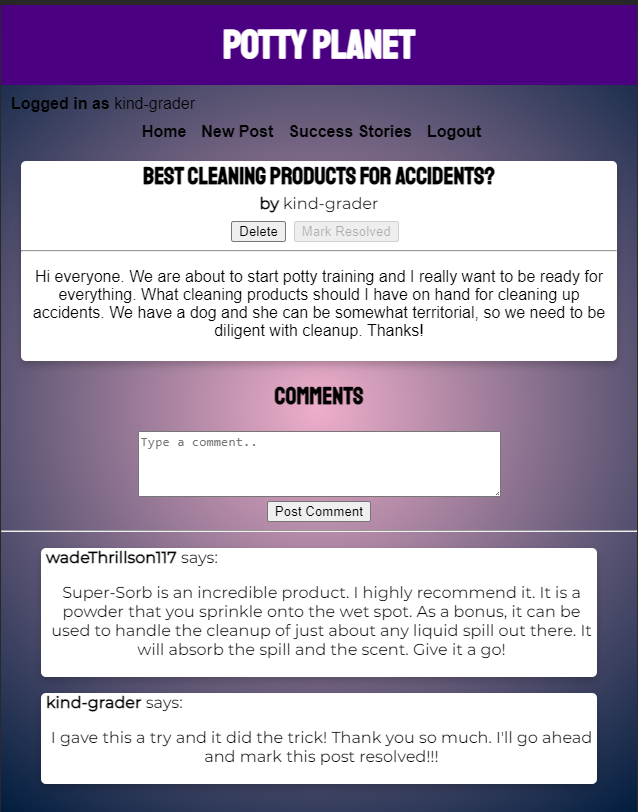 POTTY PLANET
Logged in as kind-grader
Home New Post Success Stories Logout
BEST CLEANING PRODUCTS FOR ACCIDENTS?
by kind-grader
Delete Mark Resolved
Hi everyone. We are about to start potty training and I really want to be ready for
everything. What cleaning products should I have on hand for cleaning up
accidents. We have a dog and she can be somewhat territorial, so we need to be
diligent with cleanup. Thanks!
COMMENTS
Type a comment..
Post Comment
wadeThrillson117 says:
Super-Sorb is an incredible product. I highly recommend it. It is a
powder that you sprinkle onto the wet spot. As a bonus, it can be
used to handle the cleanup of just about any liquid spill out there. It
will absorb the spill and the scent. Give it a go!
kind-grader says:
I gave this a try and it did the trick! Thank you so much. I'll go ahead
and mark this post resolved!!!